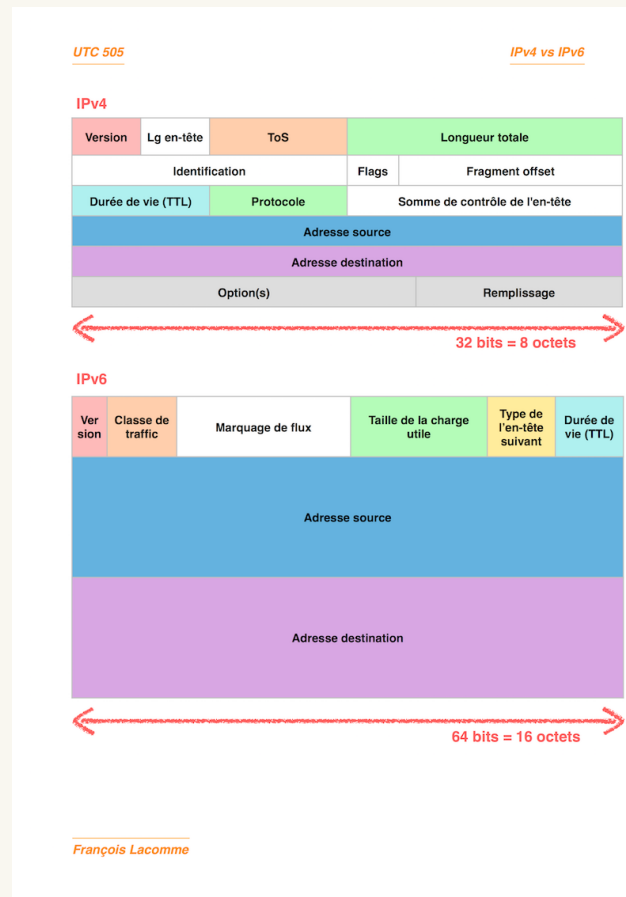 UTC 505
IPv4 vs IPv6
IPv4
Version
Lg en-tête
ToS
Longueur totale
Identification
Flags
Fragment offset
Durée de vie (TTL)
Protocole
Somme de contrôle de l'en-tête
Adresse source
Adresse destination
Option(s)
Remplissage
32 bits = 8 octets
IPv6
Ver
sion
Classe de
traffic
Marquage de flux
Taille de la charge
utile
Type de
l'en-tête
suivant
Durée de
vie (TTL)
Adresse source
Adresse destination
64 bits = 16 octets
François Lacomme